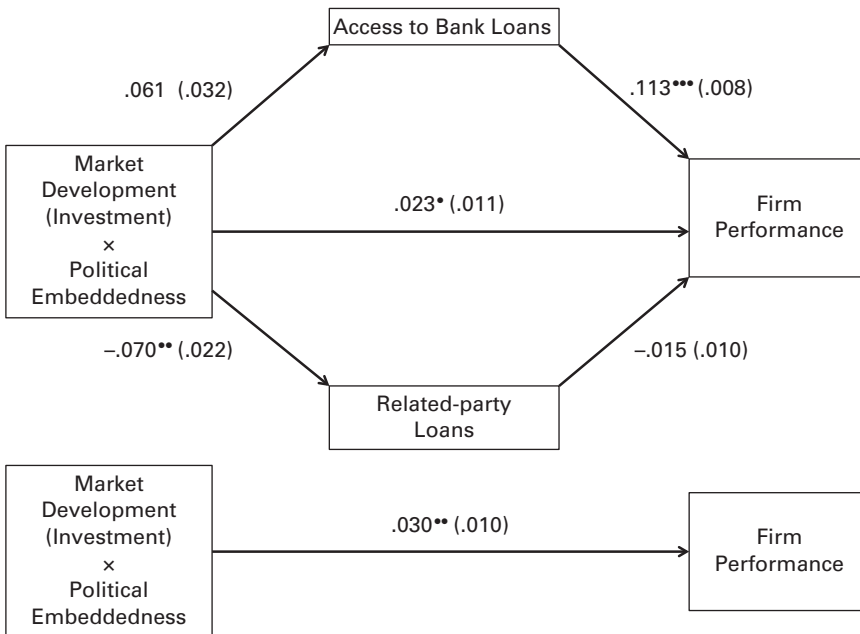 Access to Bank Loans
.061 (.032)
.113••• (.008)
Market
Development
(Investment)
×
Political
Embeddedness
.023• (.011)
Firm
Performance
–.070•• (.022)
–.015 (.010)
Related-party
Loans
Market
Development
(Investment)
×
Political
Embeddedness
.030•• (.010)
Firm
Performance